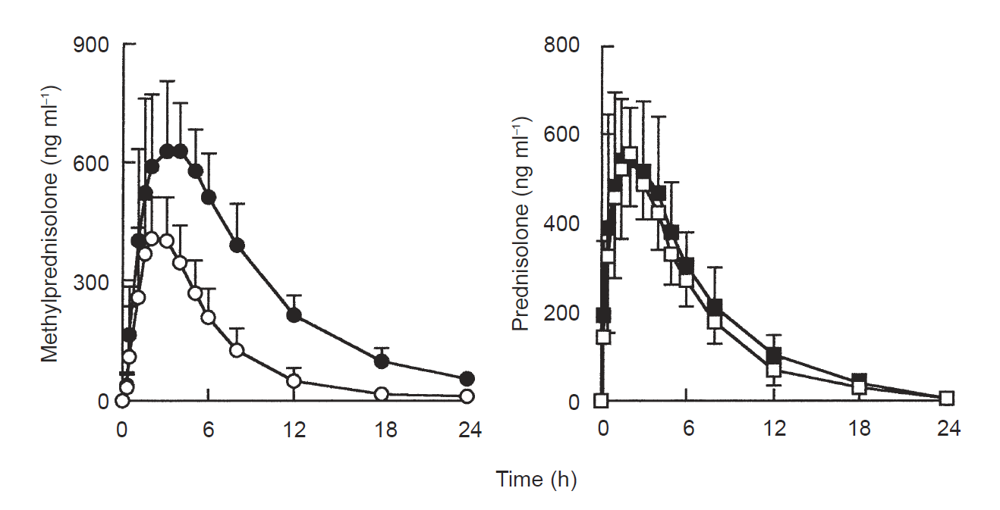 Methylprednisolone (ng ml⁻¹)
900
600
300
0
0 6 12 18 24
Prednisolone (ng ml⁻¹)
800
600
400
200
0
0 6 12 18 24
Time (h)